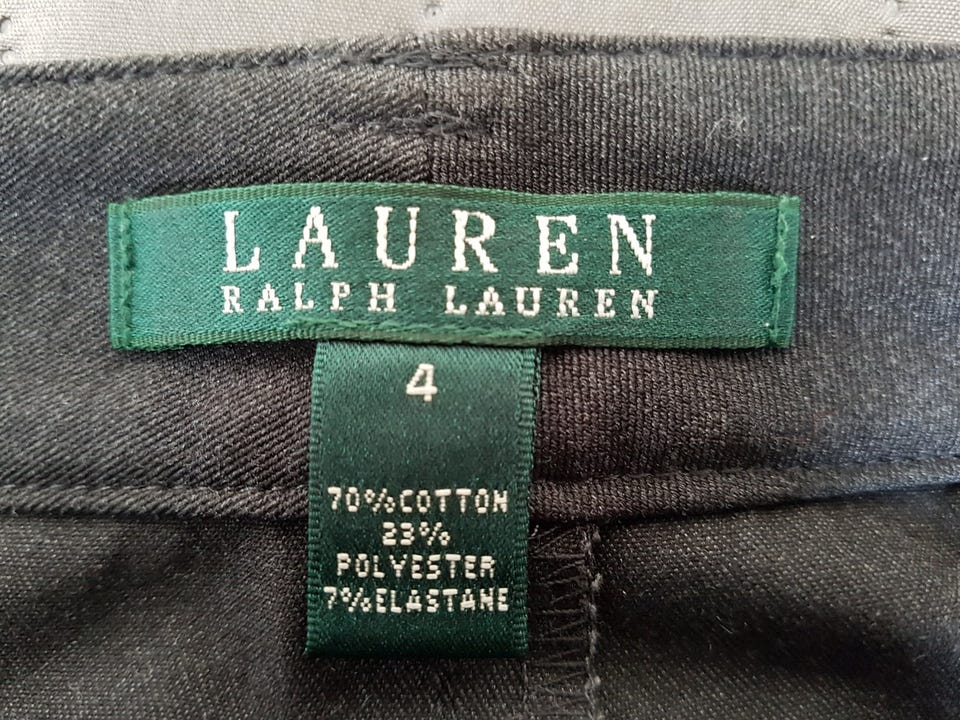 LAUREN
RALPH LAUREN
4
70%COTTON
23%
POLYESTER
7%ELASTANE